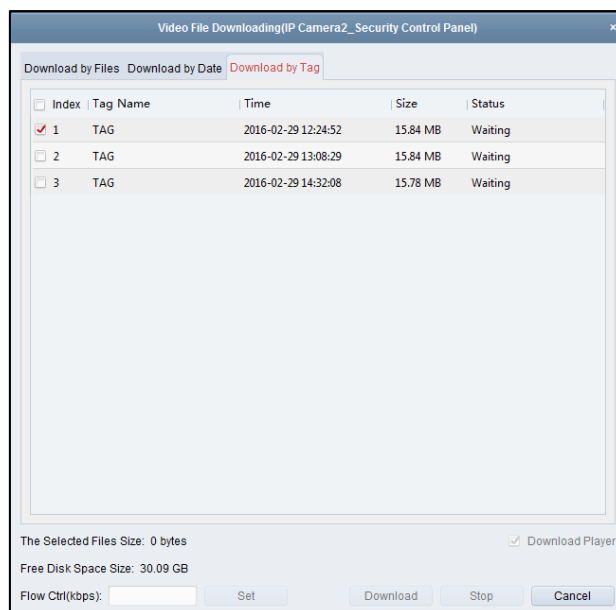 Video File Downloading(IP Camera2_Security Control Panel) ×
Download by Files Download by Date Download by Tag
Index Tag Name Time Size Status
1 TAG 2016-02-29 12:24:52 15.84 MB Waiting
2 TAG 2016-02-29 13:08:29 15.84 MB Waiting
3 TAG 2016-02-29 14:32:08 15.78 MB Waiting
The Selected Files Size: 0 bytes Download Player
Free Disk Space Size: 30.09 GB
Flow Ctrl(kbps): Set Download Stop Cancel